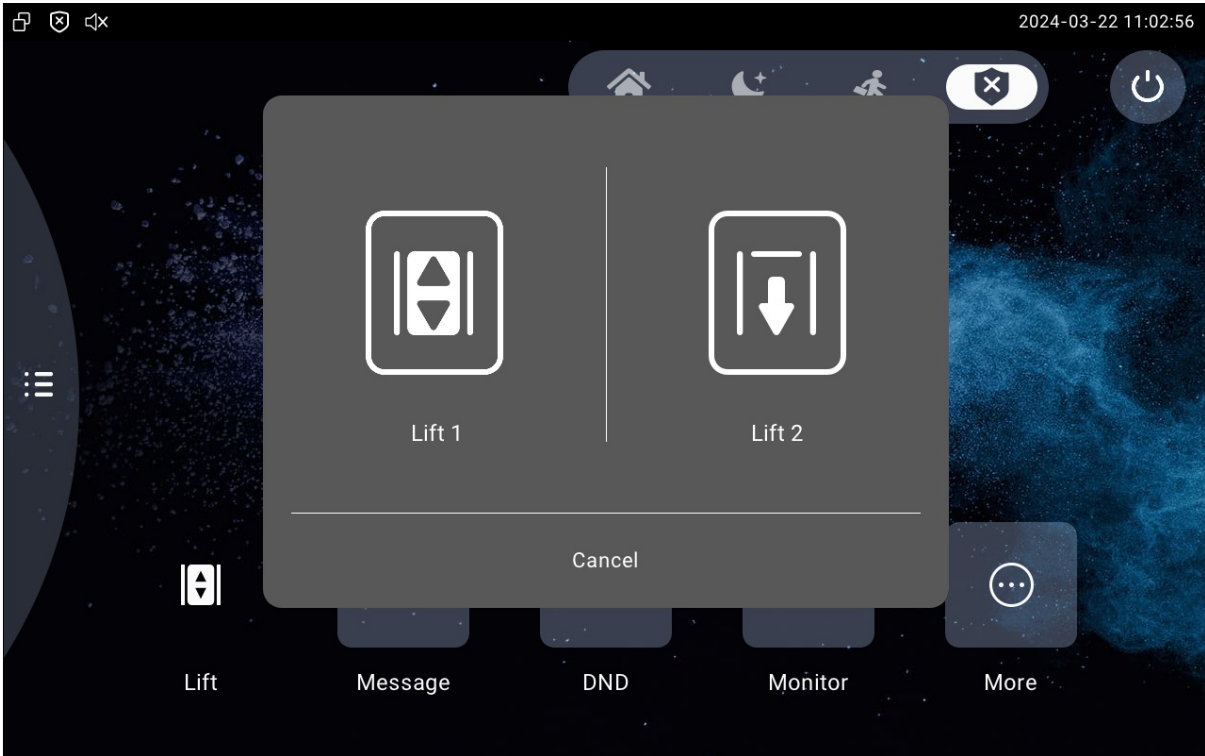 2024-03-22 11:02:56
Lift 1
Lift 2
Cancel
Lift
Message
DND
Monitor
More